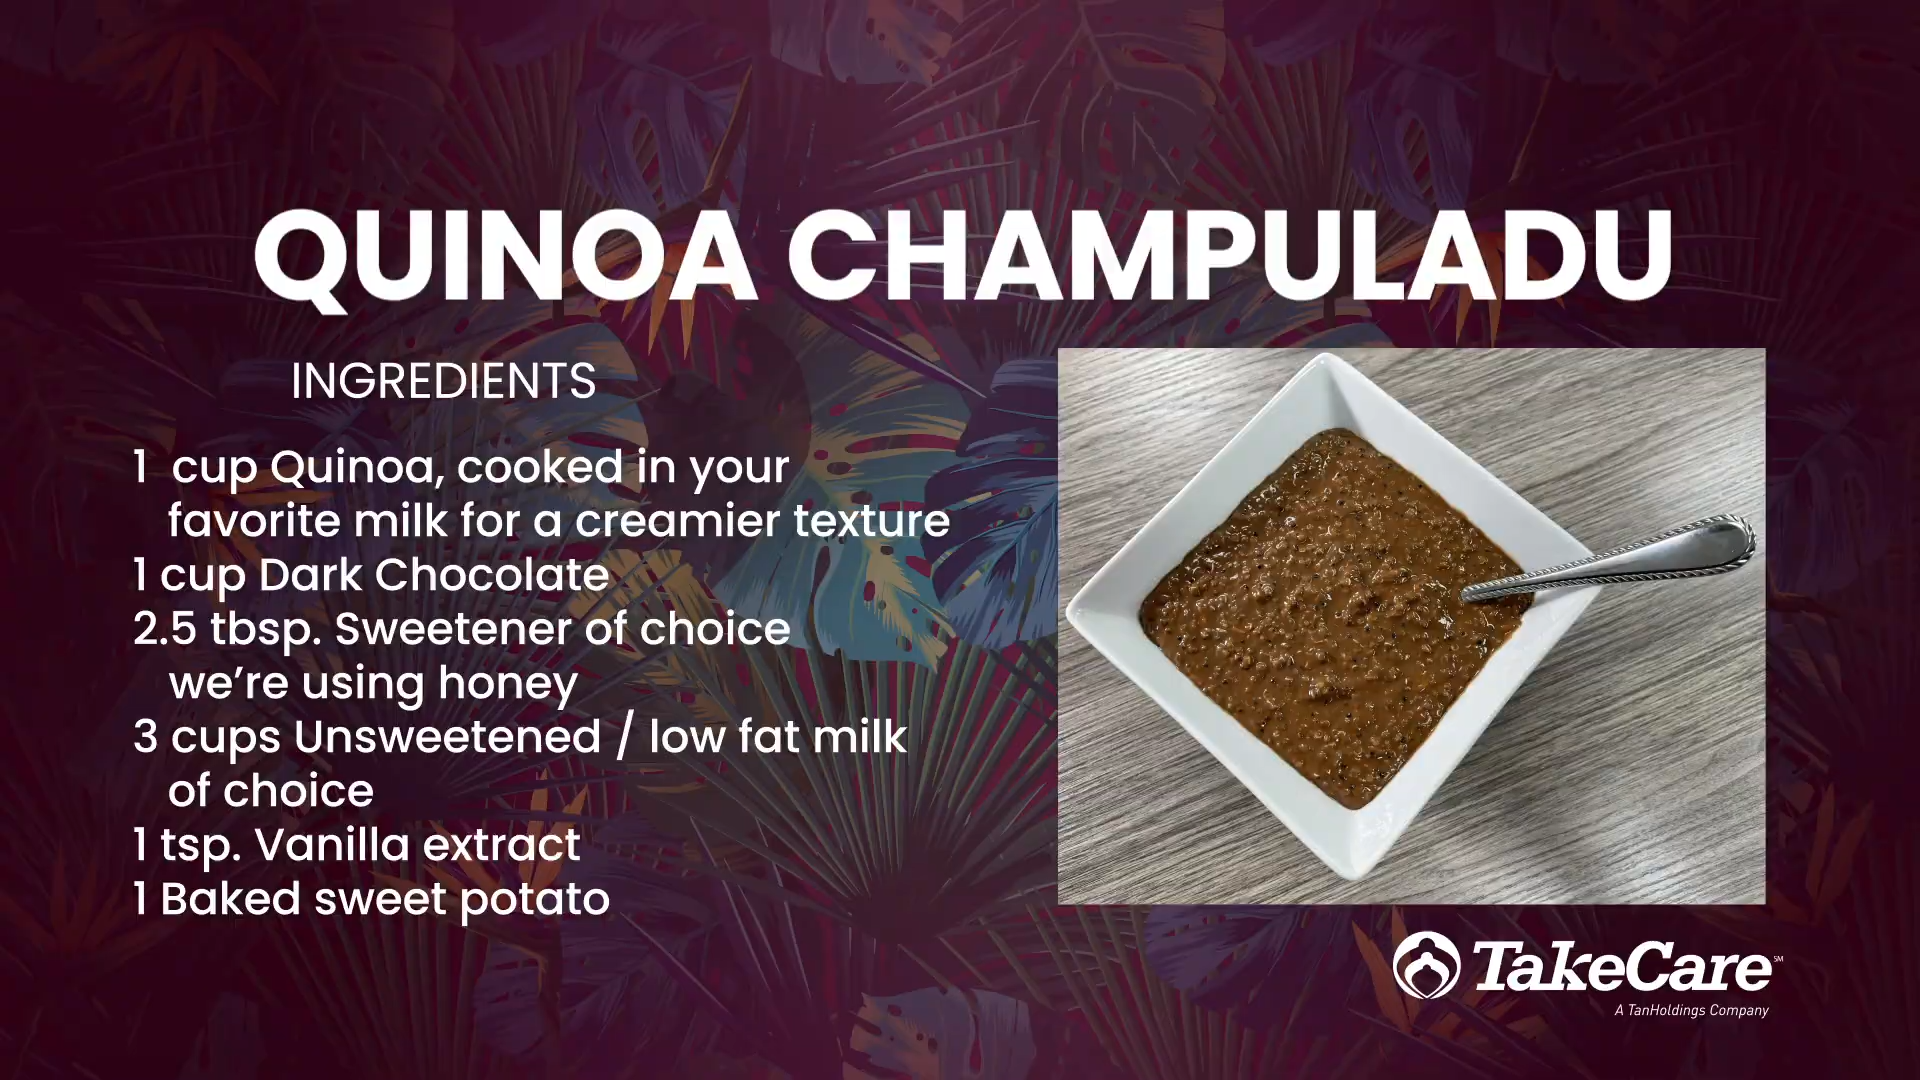 QUINOA CHAMPULADU
INGREDIENTS
1 cup Quinoa, cooked in your
favorite milk for a creamier texture
1 cup Dark Chocolate
2.5 tbsp. Sweetener of choice
we’re using honey
3 cups Unsweetened / low fat milk
of choice
1 tsp. Vanilla extract
1 Baked sweet potato
TakeCare℠
A TanHoldings Company